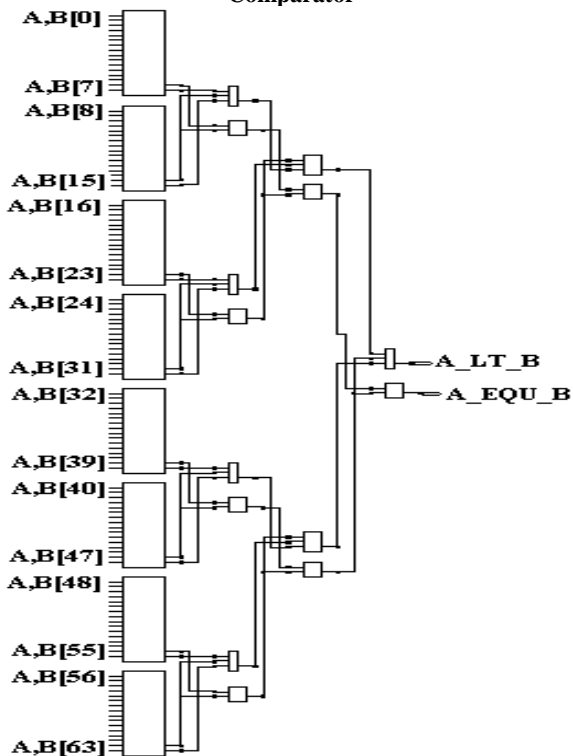 Comparator
A,B[0]
A,B[7]
A,B[8]
A,B[15]
A,B[16]
A,B[23]
A,B[24]
A,B[31]
A_LT_B
A_EQU_B
A,B[32]
A,B[39]
A,B[40]
A,B[47]
A,B[48]
A,B[55]
A,B[56]
A,B[63]